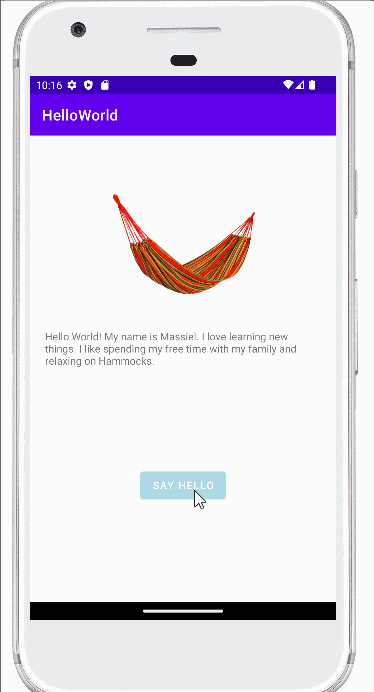 10:16
HelloWorld
Hello World! My name is Massiel. I love learning new
things. I like spending my free time with my family and
relaxing on Hammocks.
SAY HELLO